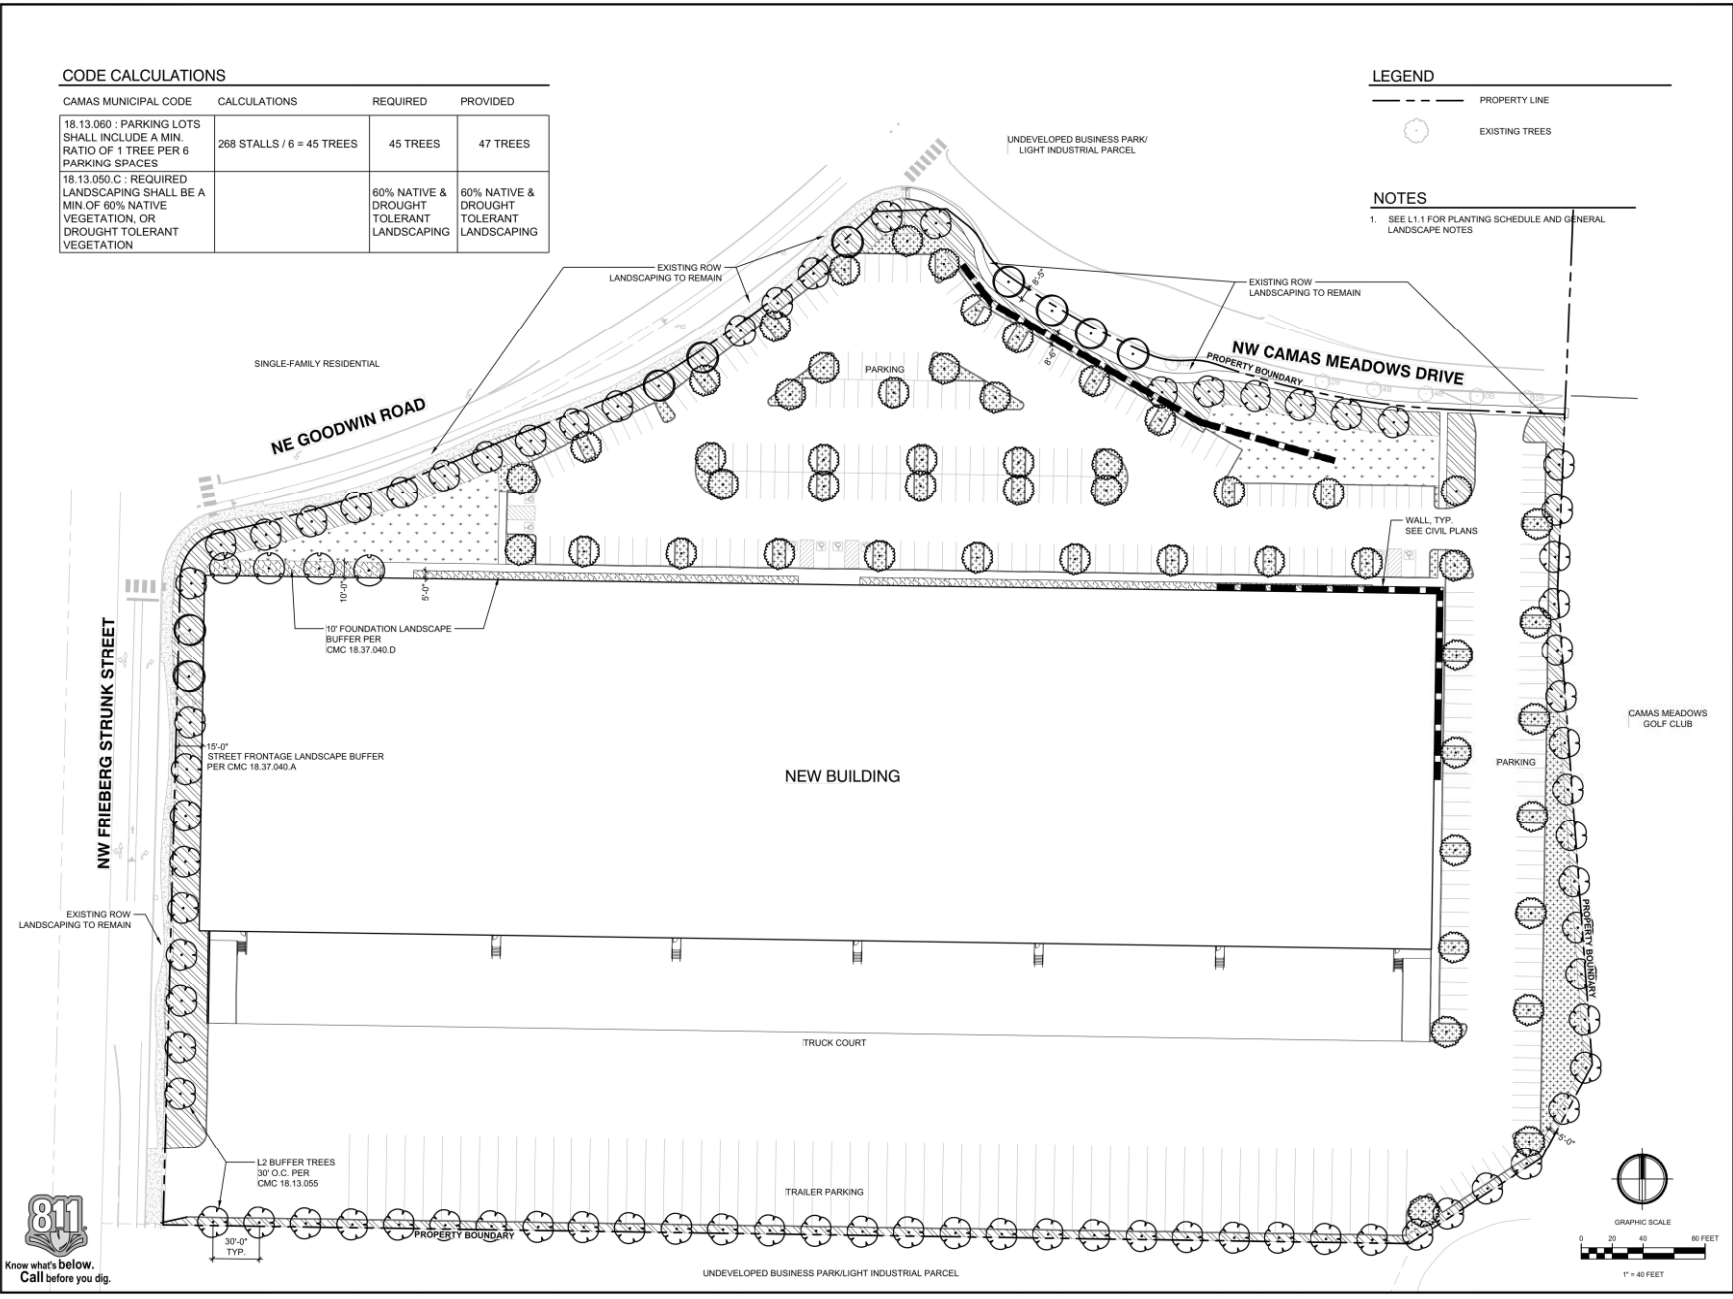 CODE CALCULATIONS
CAMAS MUNICIPAL CODE CALCULATIONS REQUIRED PROVIDED
18.13.060 : PARKING LOTS
SHALL INCLUDE A MIN.
RATIO OF 1 TREE PER 6
PARKING SPACES
268 STALLS / 6 = 45 TREES
45 TREES
47 TREES
18.13.050.C : REQUIRED
LANDSCAPING SHALL BE A
MIN.OF 60% NATIVE
VEGETATION, OR
DROUGHT TOLERANT
VEGETATION
60% NATIVE &
DROUGHT
TOLERANT
LANDSCAPING
60% NATIVE &
DROUGHT
TOLERANT
LANDSCAPING
LEGEND
PROPERTY LINE
EXISTING TREES
NOTES
1. SEE L1.1 FOR PLANTING SCHEDULE AND GENERAL
LANDSCAPE NOTES
UNDEVELOPED BUSINESS PARK/
LIGHT INDUSTRIAL PARCEL
EXISTING ROW
LANDSCAPING TO REMAIN
EXISTING ROW
LANDSCAPING TO REMAIN
8'-5"
8'-6"
SINGLE-FAMILY RESIDENTIAL
NE GOODWIN ROAD
NW CAMAS MEADOWS DRIVE
PROPERTY BOUNDARY
PARKING
WALL, TYP.
SEE CIVIL PLANS
10'-0"
5'-0"
10' FOUNDATION LANDSCAPE
BUFFER PER
CMC 18.37.040.D
NW FRIEBERG STRUNK STREET
15'-0"
STREET FRONTAGE LANDSCAPE BUFFER
PER CMC 18.37.040.A
NEW BUILDING
CAMAS MEADOWS
GOLF CLUB
PARKING
EXISTING ROW
LANDSCAPING TO REMAIN
PROPERTY BOUNDARY
TRUCK COURT
5'-0"
L2 BUFFER TREES
30' O.C. PER
CMC 18.13.055
TRAILER PARKING
PROPERTY BOUNDARY
30'-0"
TYP.
UNDEVELOPED BUSINESS PARK/LIGHT INDUSTRIAL PARCEL
811
Know what's below.
Call before you dig.
GRAPHIC SCALE
0 20 40 80 FEET
1" = 40 FEET